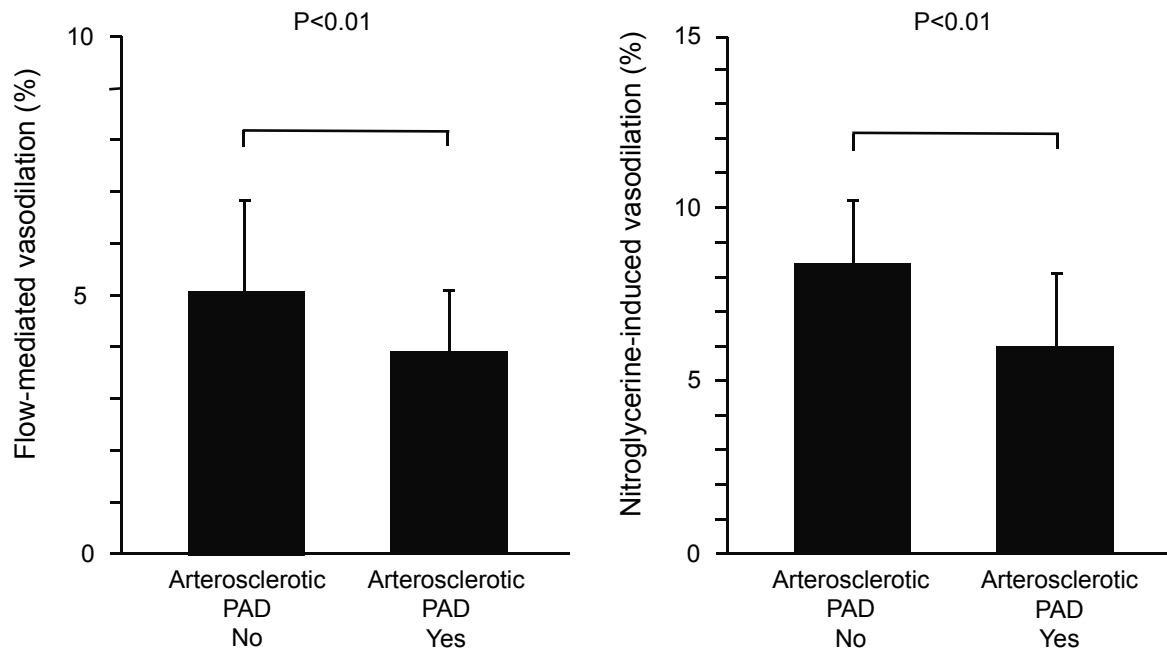 P<0.01
Flow-mediated vasodilation (%)
10
5
0
Arterosclerotic
PAD
No
Arterosclerotic
PAD
Yes
P<0.01
Nitroglycerine-induced vasodilation (%)
15
10
5
0
Arterosclerotic
PAD
No
Arterosclerotic
PAD
Yes